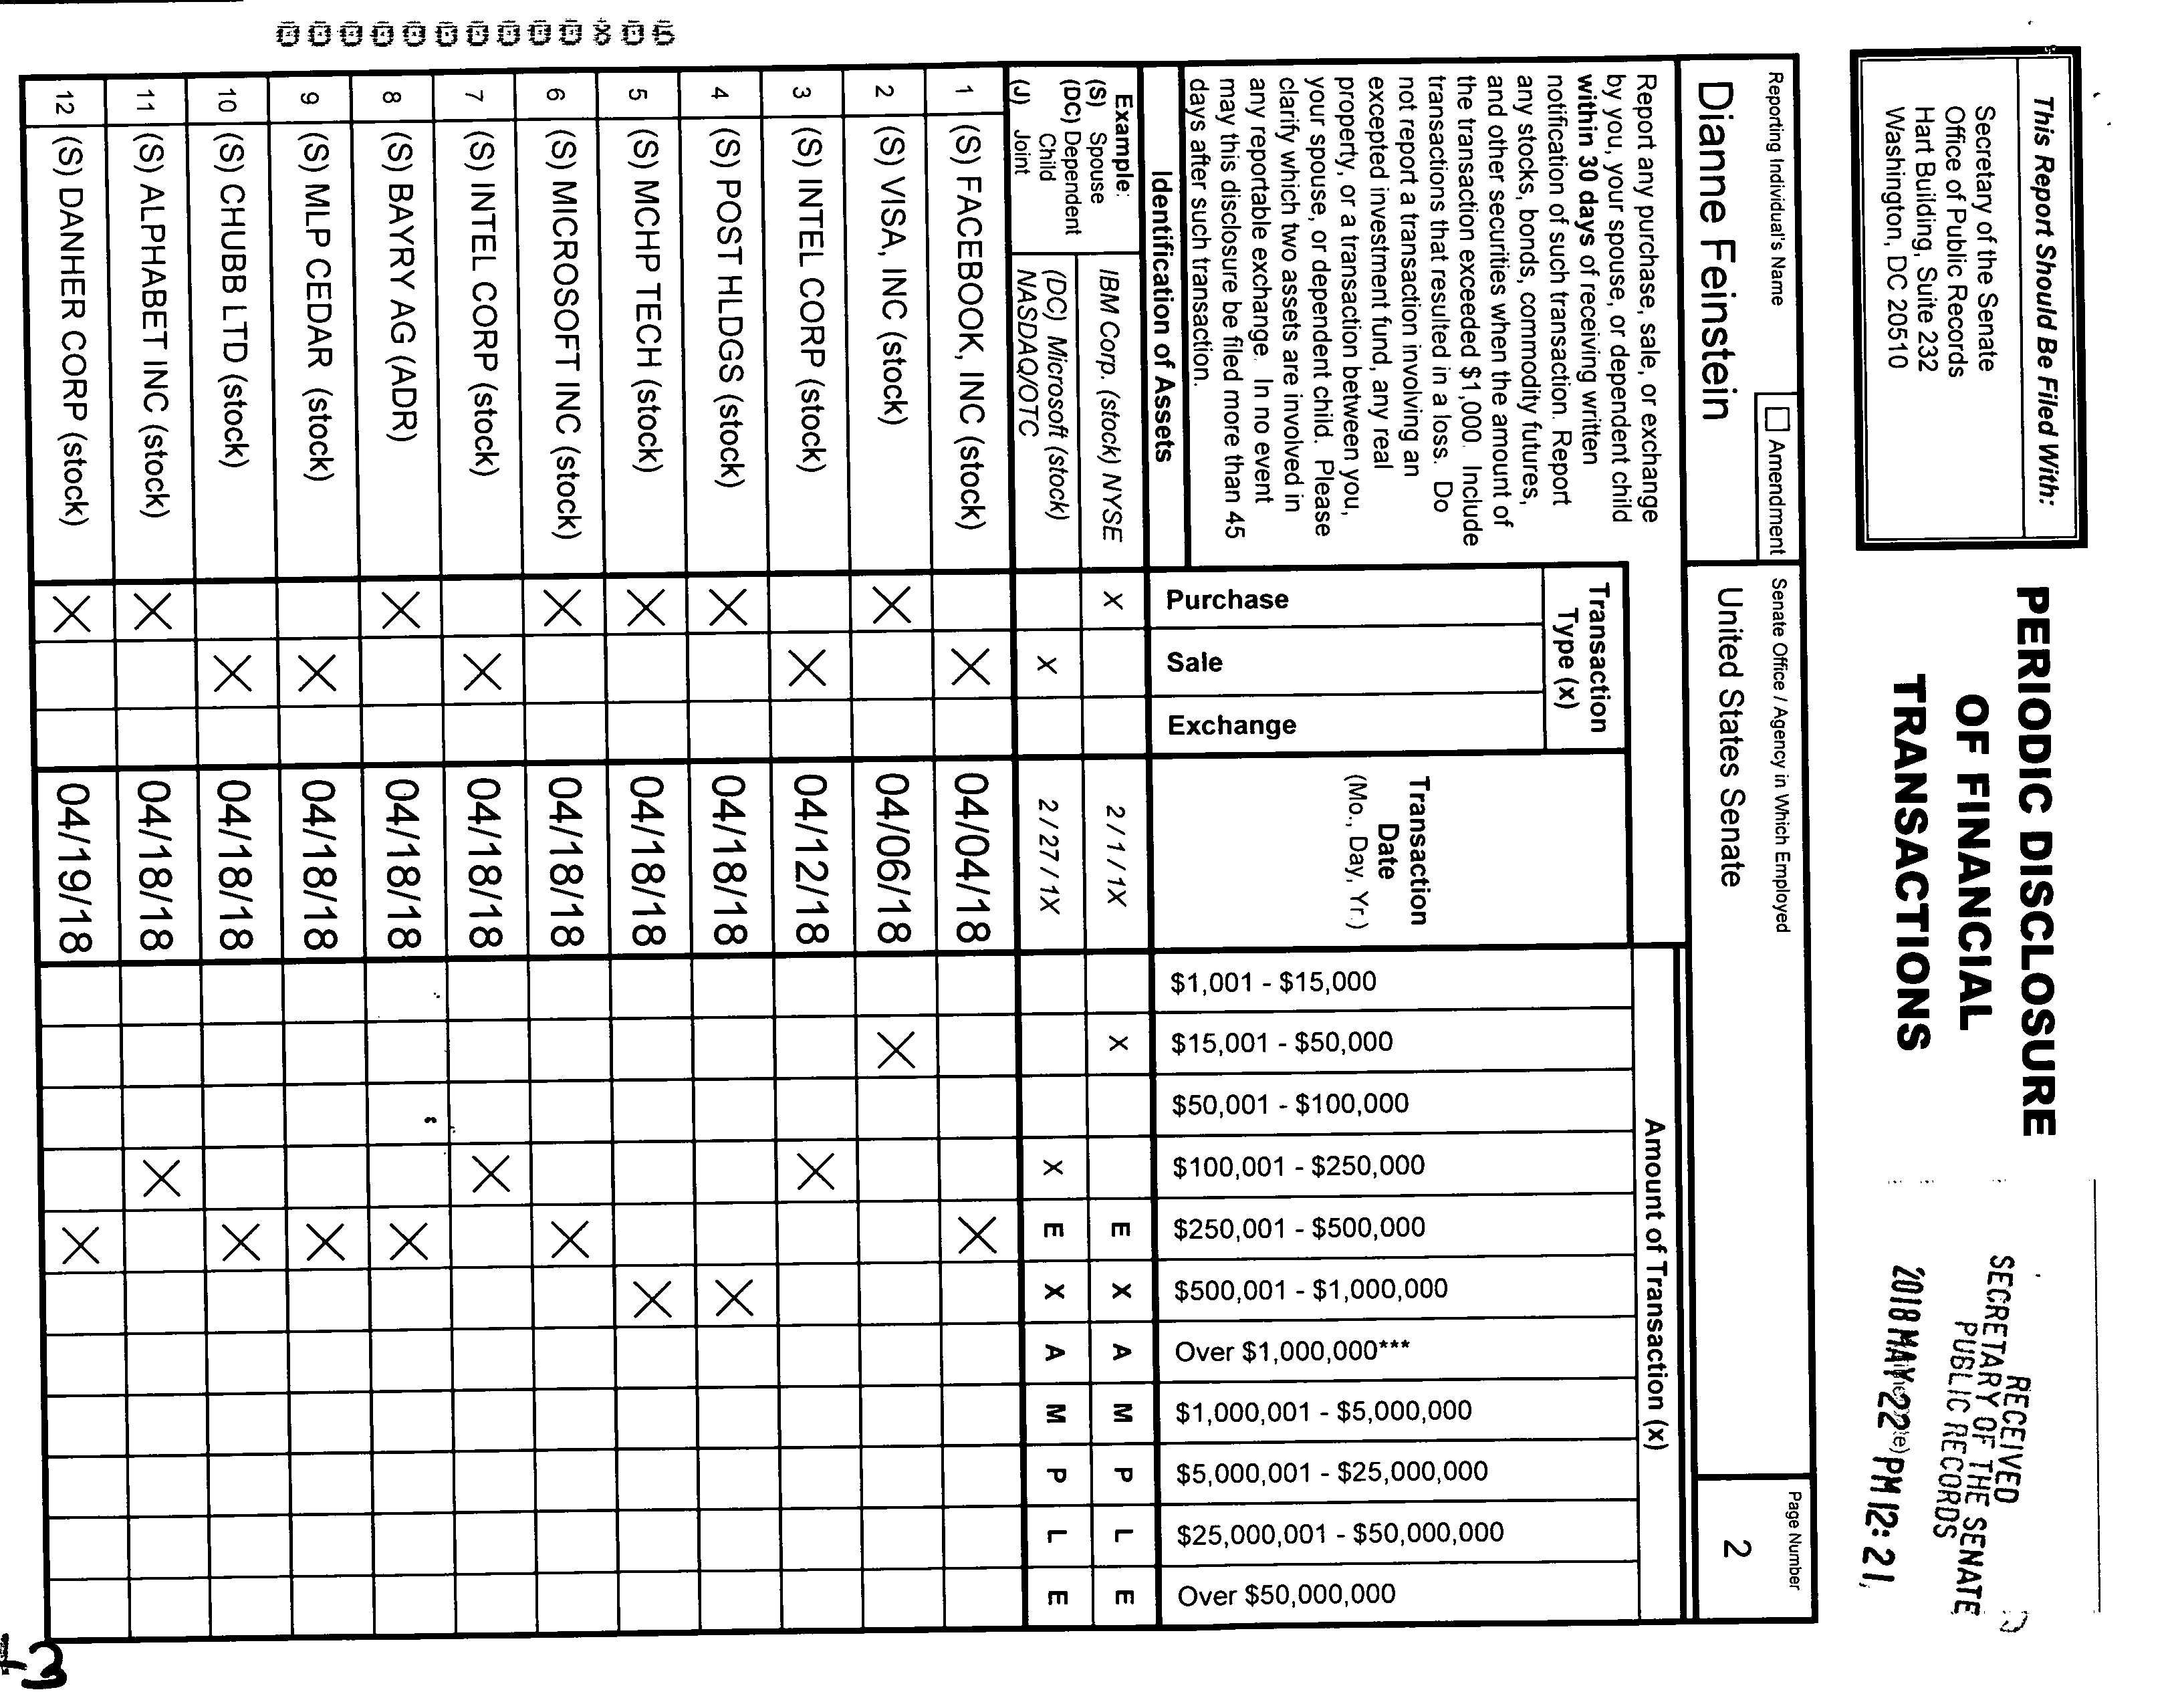 This Report Should Be Filed With:
Secretary of the Senate
Office of Public Records
Hart Building, Suite 232
Washington, DC 20510
PERIODIC DISCLOSURE
OF FINANCIAL
TRANSACTIONS
RECEIVED
SECRETARY OF THE SENATE
PUBLIC RECORDS
2018 MAY 22 PM 12: 21
Reporting Individual's Name
Dianne Feinstein
Amendment
Senate Office / Agency in Which Employed
United States Senate
Page Number
2
Report any purchase, sale, or exchange
by you, your spouse, or dependent child
within 30 days of receiving written
notification of such transaction. Report
any stocks, bonds, commodity futures,
and other securities when the amount of
the transaction exceeded $1,000. Include
transactions that resulted in a loss. Do
not report a transaction involving an
excepted investment fund, any real
property, or a transaction between you,
your spouse, or dependent child. Please
clarify which two assets are involved in
any reportable exchange. In no event
may this disclosure be filed more than 45
days after such transaction.
Identification of Assets
Transaction
Type (x)
Purchase
Sale
Exchange
Transaction
Date
(Mo., Day, Yr.)
Amount of Transaction (x)
$1,001 - $15,000
$15,001 - $50,000
$50,001 - $100,000
$100,001 - $250,000
$250,001 - $500,000
$500,001 - $1,000,000
Over $1,000,000***
$1,000,001 - $5,000,000
$5,000,001 - $25,000,000
$25,000,001 - $50,000,000
Over $50,000,000
Example:
(S) Spouse
(DC) Dependent
Child
(J) Joint
IBM Corp. (stock) NYSE X 2 / 1 / 1X X E X A M P L E
(DC) Microsoft (stock)
NASDAQ/OTC X 2 / 27 / 1X X E X A M P L E
1 (S) FACEBOOK, INC (stock) X 04/04/18 X
2 (S) VISA, INC (stock) X 04/06/18 X
3 (S) INTEL CORP (stock) X 04/12/18 X
4 (S) POST HLDGS (stock) X 04/18/18 X
5 (S) MCHP TECH (stock) X 04/18/18 X
6 (S) MICROSOFT INC (stock) X 04/18/18 X
7 (S) INTEL CORP (stock) X 04/18/18 X
8 (S) BAYRY AG (ADR) X 04/18/18 X
9 (S) MLP CEDAR (stock) X 04/18/18 X
10 (S) CHUBB LTD (stock) X 04/18/18 X
11 (S) ALPHABET INC (stock) X 04/18/18 X
12 (S) DANHER CORP (stock) X 04/19/18 X